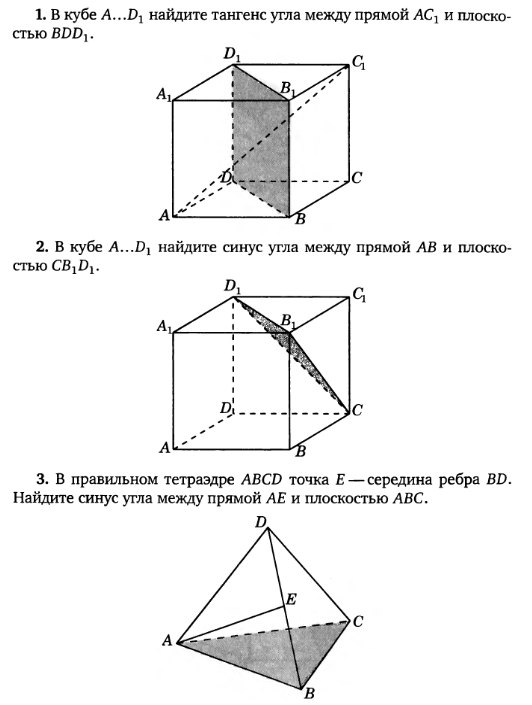 1. В кубе A...D₁ найдите тангенс угла между прямой AC₁ и плоско-
стью BDD₁.
D₁
C₁
A₁
B₁
D
C
A
B
2. В кубе A...D₁ найдите синус угла между прямой AB и плоско-
стью CB₁D₁.
D₁
C₁
A₁
B₁
D
C
A
B
3. В правильном тетраэдре ABCD точка E — середина ребра BD.
Найдите синус угла между прямой AE и плоскостью ABC.
D
E
C
A
B